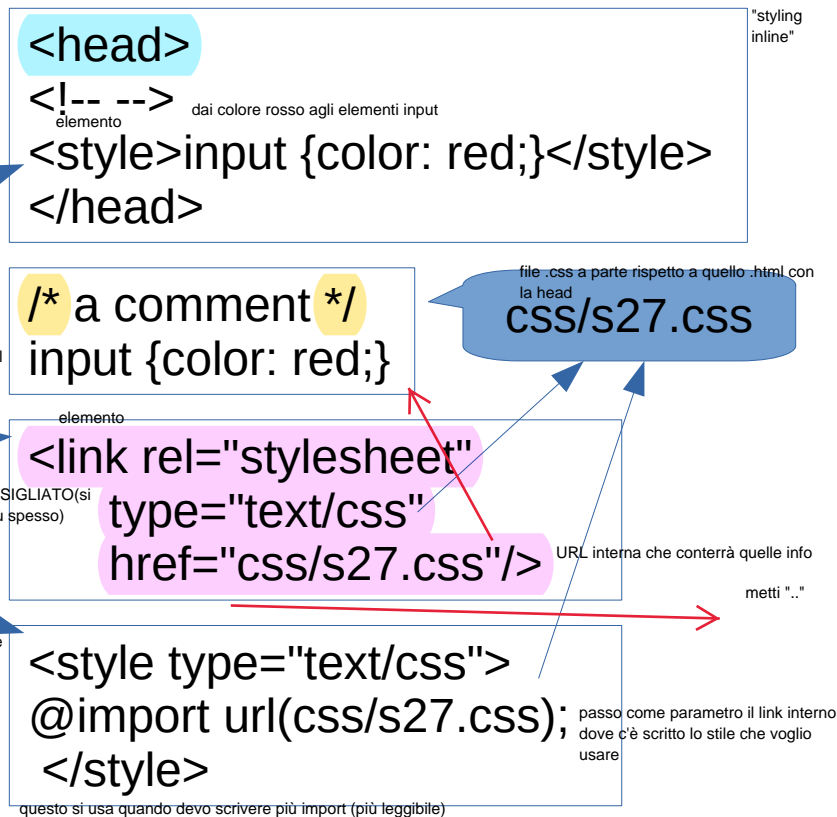 "styling
inline"
<head>
<!-- -->
dai colore rosso agli elementi input
elemento
<style>input {color: red;}</style>
</head>
file .css a parte rispetto a quello .html con
la head
css/s27.css
/* a comment */
input {color: red;}
elemento
<link rel="stylesheet"
SIGLIATO(si
spesso)
type="text/css"
href="css/s27.css"/>
URL interna che conterrà quelle info
metti ".."
<style type="text/css">
@import url(css/s27.css);
passo come parametro il link interno
dove c'è scritto lo stile che voglio
usare
</style>
questo si usa quando devo scrivere più import (più leggibile)